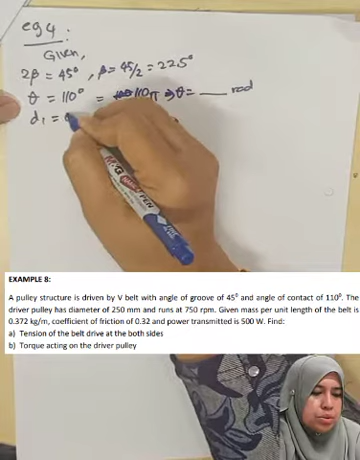 eg 4 :
Given,
2β = 45° , β = 45/2 = 22.5°
θ = 110° = 110π ⇒ θ = ___ rad
d₁ =
EXAMPLE 8:
A pulley structure is driven by V belt with angle of groove of 45⁰ and angle of contact of 110⁰. The
driver pulley has diameter of 250 mm and runs at 750 rpm. Given mass per unit length of the belt is
0.372 kg/m, coefficient of friction of 0.32 and power transmitted is 500 W. Find:
a) Tension of the belt drive at the both sides
b) Torque acting on the driver pulley